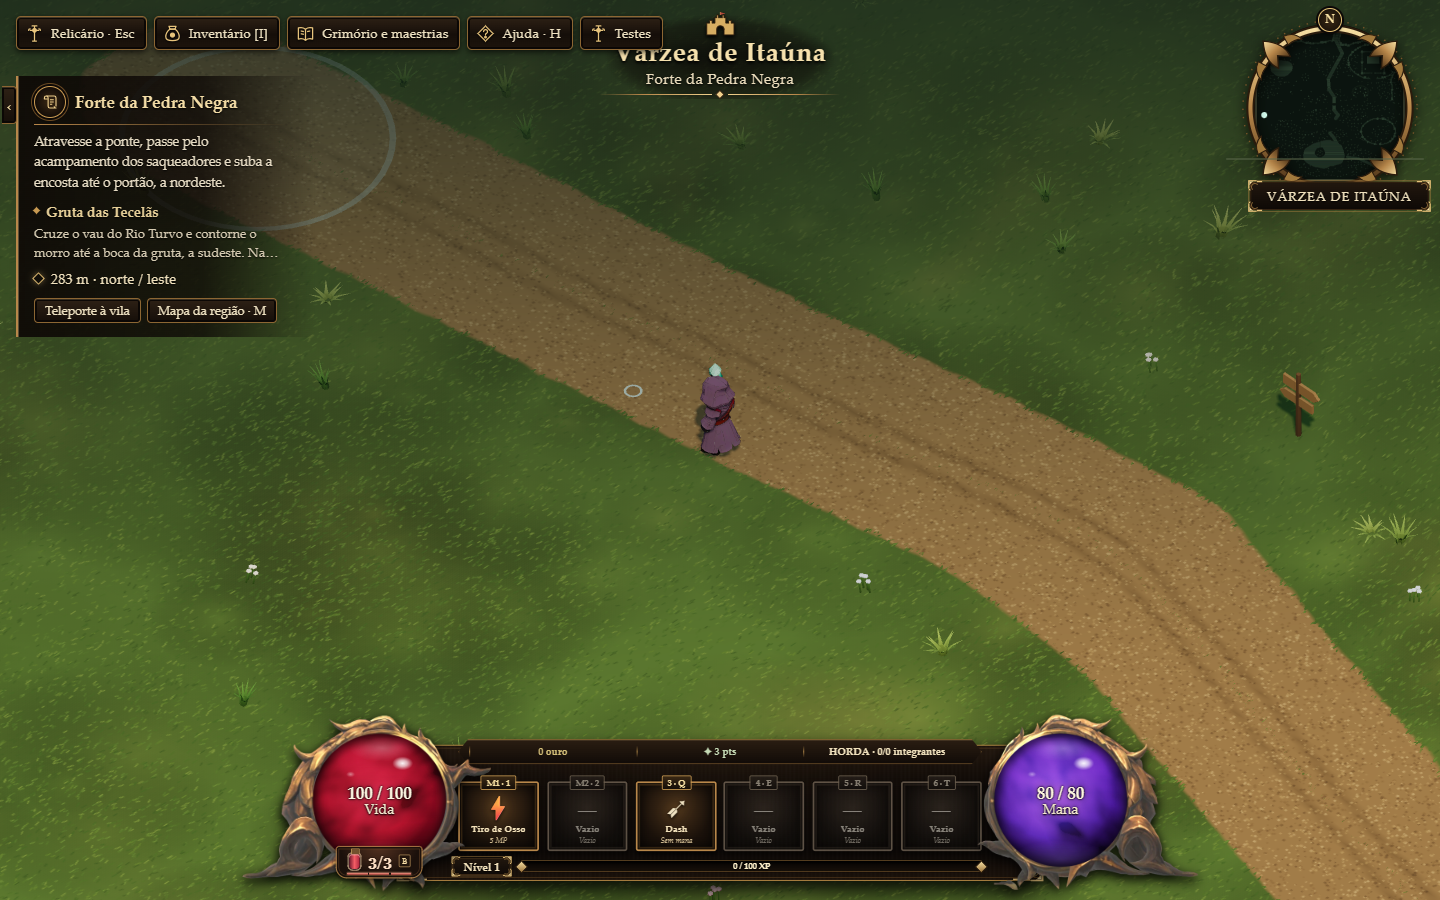 Relicário · Esc
Inventário [I]
Grimório e maestrias
Ajuda · H
Testes
Várzea de Itaúna
Forte da Pedra Negra
N
VÁRZEA DE ITAÚNA
‹
Forte da Pedra Negra
Atravesse a ponte, passe pelo
acampamento dos saqueadores e suba a
encosta até o portão, a nordeste.
Gruta das Tecelãs
Cruze o vau do Rio Turvo e contorne o
morro até a boca da gruta, a sudeste. Na…
283 m · norte / leste
Teleporte à vila
Mapa da região · M
0 ouro
3 pts
HORDA · 0/0 integrantes
100 / 100
Vida
3/3
B
M1 · 1
Tiro de Osso
5 MP
M2 · 2
Vazio
Vazio
3 · Q
Dash
Sem mana
4 · E
Vazio
Vazio
5 · R
Vazio
Vazio
6 · T
Vazio
Vazio
80 / 80
Mana
Nível 1
0 / 100 XP